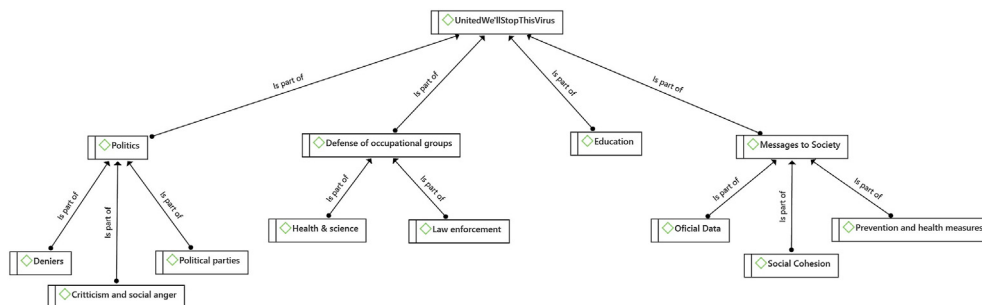 UnitedWe'llStopThisVirus
Is part of
Is part of
Is part of
Is part of
Politics
Defense of occupational groups
Education
Messages to Society
Is part of
Is part of
Is part of
Is part of
Is part of
Is part of
Is part of
Is part of
Health & science
Law enforcement
Oficial Data
Prevention and health measures
Deniers
Political parties
Social Cohesion
Critticism and social anger